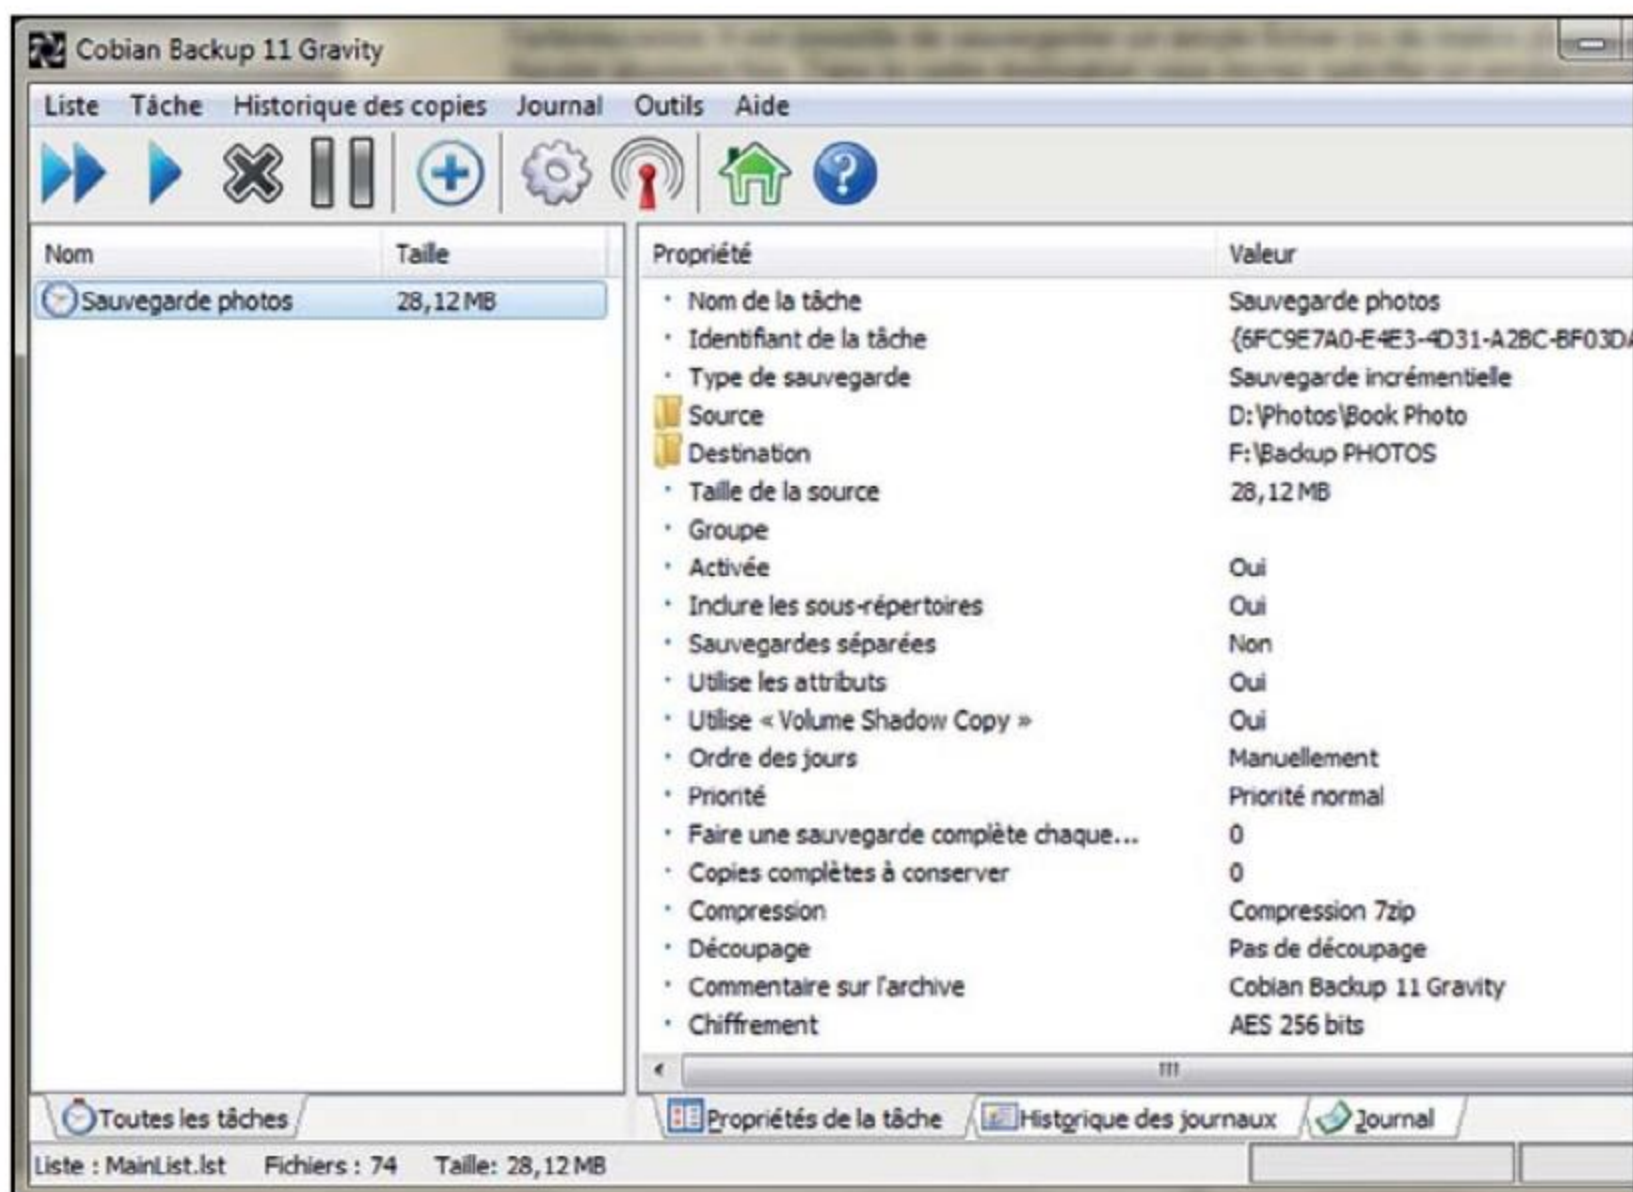 Cobian Backup 11 Gravity
Liste Tâche Historique des copies Journal Outils Aide
Nom Taille
Sauvegarde photos 28,12 MB
Propriété Valeur
Nom de la tâche Sauvegarde photos
Identifiant de la tâche {6FC9E7A0-E4E3-4D31-A2BC-BF03DA
Type de sauvegarde Sauvegarde incrémentielle
Source D:\Photos\Book Photo
Destination F:\Backup PHOTOS
Taille de la source 28,12 MB
Groupe
Activée Oui
Inclure les sous-répertoires Oui
Sauvegardes séparées Non
Utilise les attributs Oui
Utilise « Volume Shadow Copy » Oui
Ordre des jours Manuellement
Priorité Priorité normal
Faire une sauvegarde complète chaque... 0
Copies complètes à conserver 0
Compression Compression 7zip
Découpage Pas de découpage
Commentaire sur l'archive Cobian Backup 11 Gravity
Chiffrement AES 256 bits
Toutes les tâches
Propriétés de la tâche Historique des journaux Journal
Liste : MainList.lst Fichiers : 74 Taille: 28,12 MB